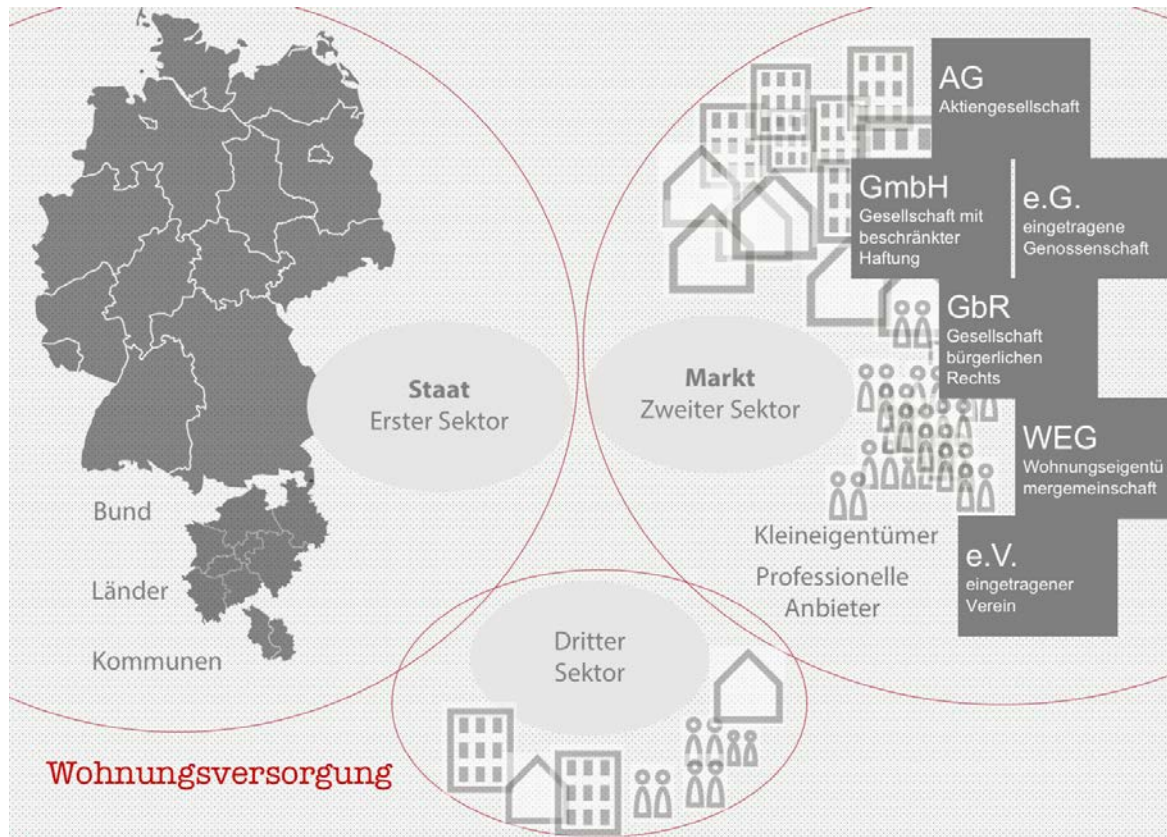 AG
Aktiengesellschaft
GmbH
Gesellschaft mit
beschränkter
Haftung
e.G.
eingetragene
Genossenschaft
GbR
Gesellschaft
bürgerlichen
Rechts
Staat
Erster Sektor
Markt
Zweiter Sektor
WEG
Wohnungseigentü
mergemeinschaft
Bund
Länder
Kommunen
Kleineigentümer
Professionelle
Anbieter
e.V.
eingetragener
Verein
Dritter
Sektor
Wohnungsversorgung